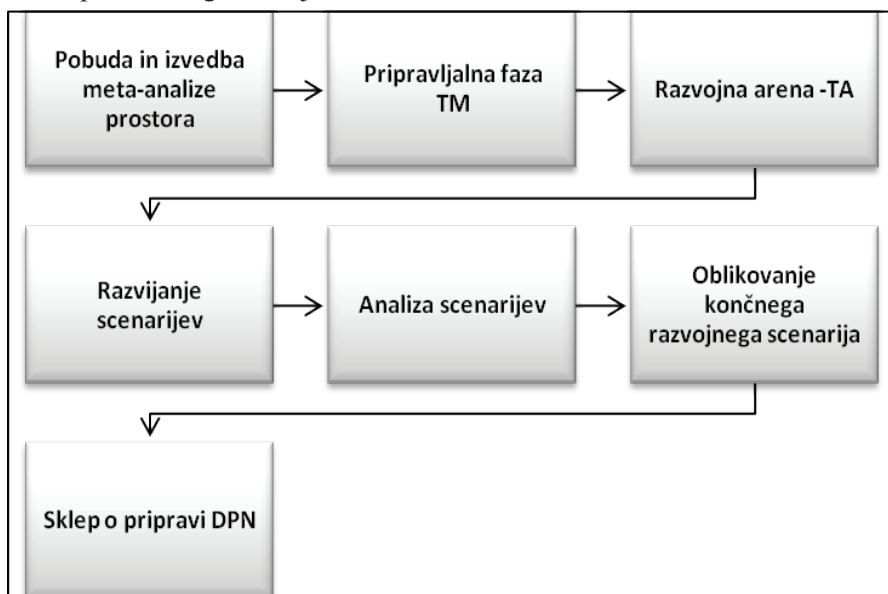 Pobuda in izvedba
meta-analize
prostora
Pripravljalna faza
TM
Razvojna arena -TA
Razvijanje
scenarijev
Analiza scenarijev
Oblikovanje
končnega
razvojnega scenarija
Sklep o pripravi DPN